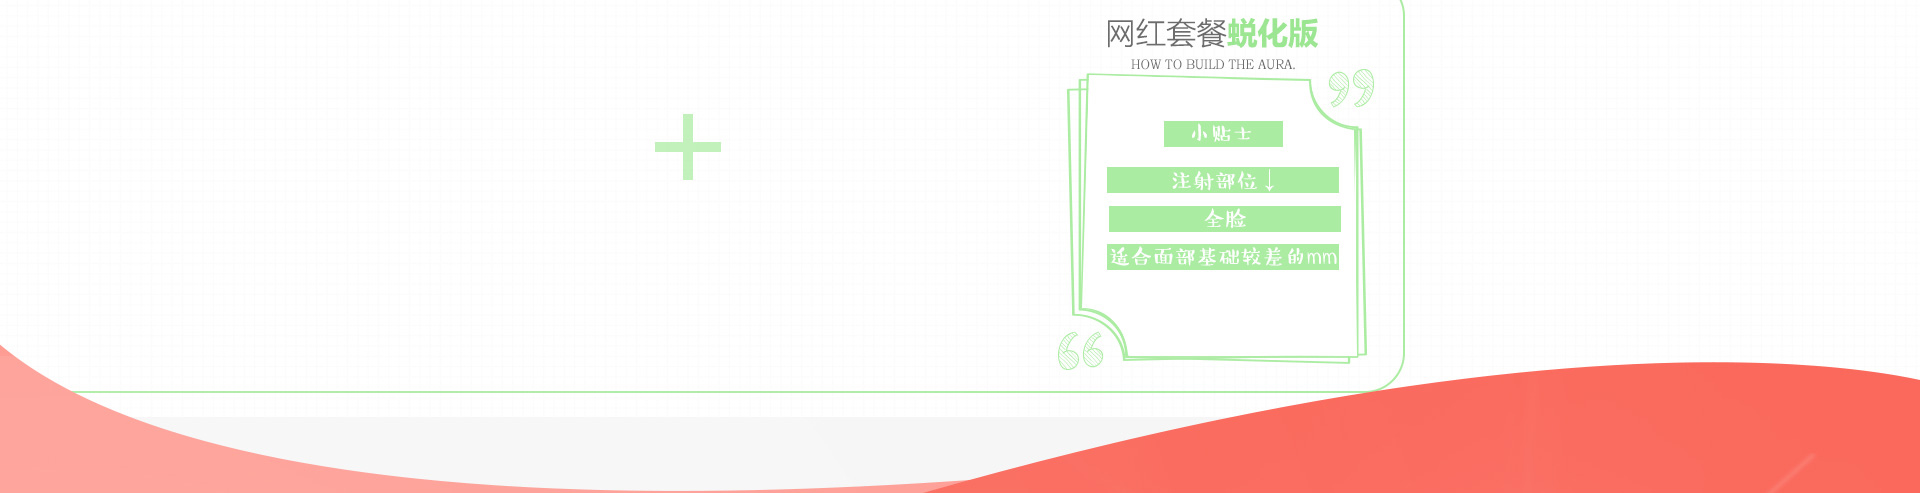 网红套餐蜕化版
HOW TO BUILD THE AURA.
小贴士
注射部位↓
全脸
适合面部基础较差的mm